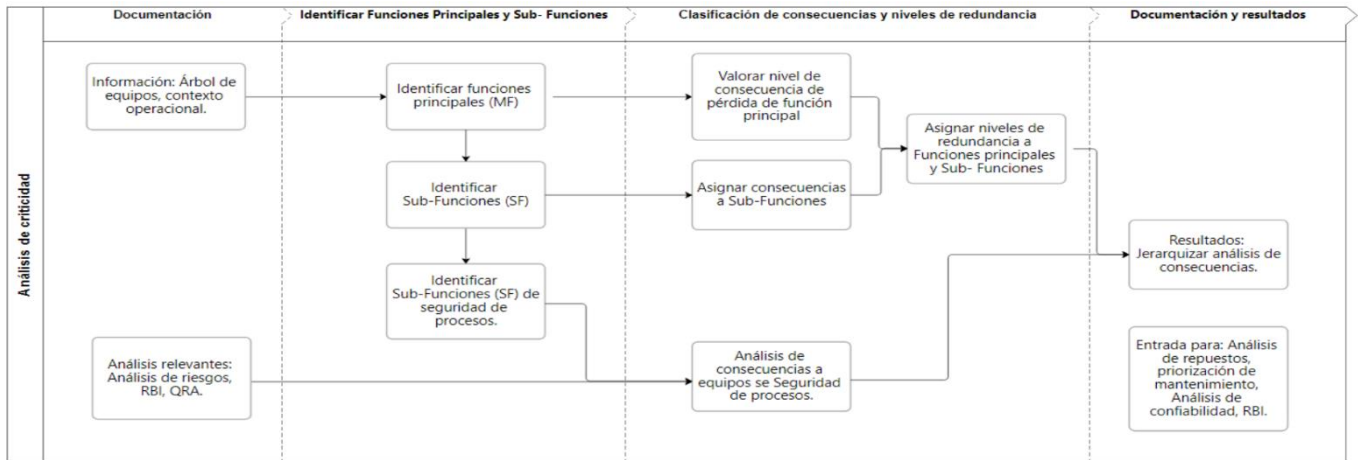 Documentación
Identificar Funciones Principales y Sub- Funciones
Clasificación de consecuencias y niveles de redundancia
Documentación y resultados
Análisis de criticidad
Información: Árbol de
equipos, contexto
operacional.
Identificar funciones
principales (MF)
Valorar nivel de
consecuencia de
pérdida de función
principal
Asignar niveles de
redundancia a
Funciones principales
y Sub- Funciones
Identificar
Sub-Funciones (SF)
Asignar consecuencias
a Sub-Funciones
Resultados:
Jerarquizar análisis de
consecuencias.
Identificar
Sub-Funciones (SF) de
seguridad de
procesos.
Análisis relevantes:
Análisis de riesgos,
RBI, QRA.
Análisis de
consecuencias a
equipos se Seguridad
de procesos.
Entrada para: Análisis
de repuestos,
priorización de
mantenimiento,
Análisis de
confiabilidad, RBI.